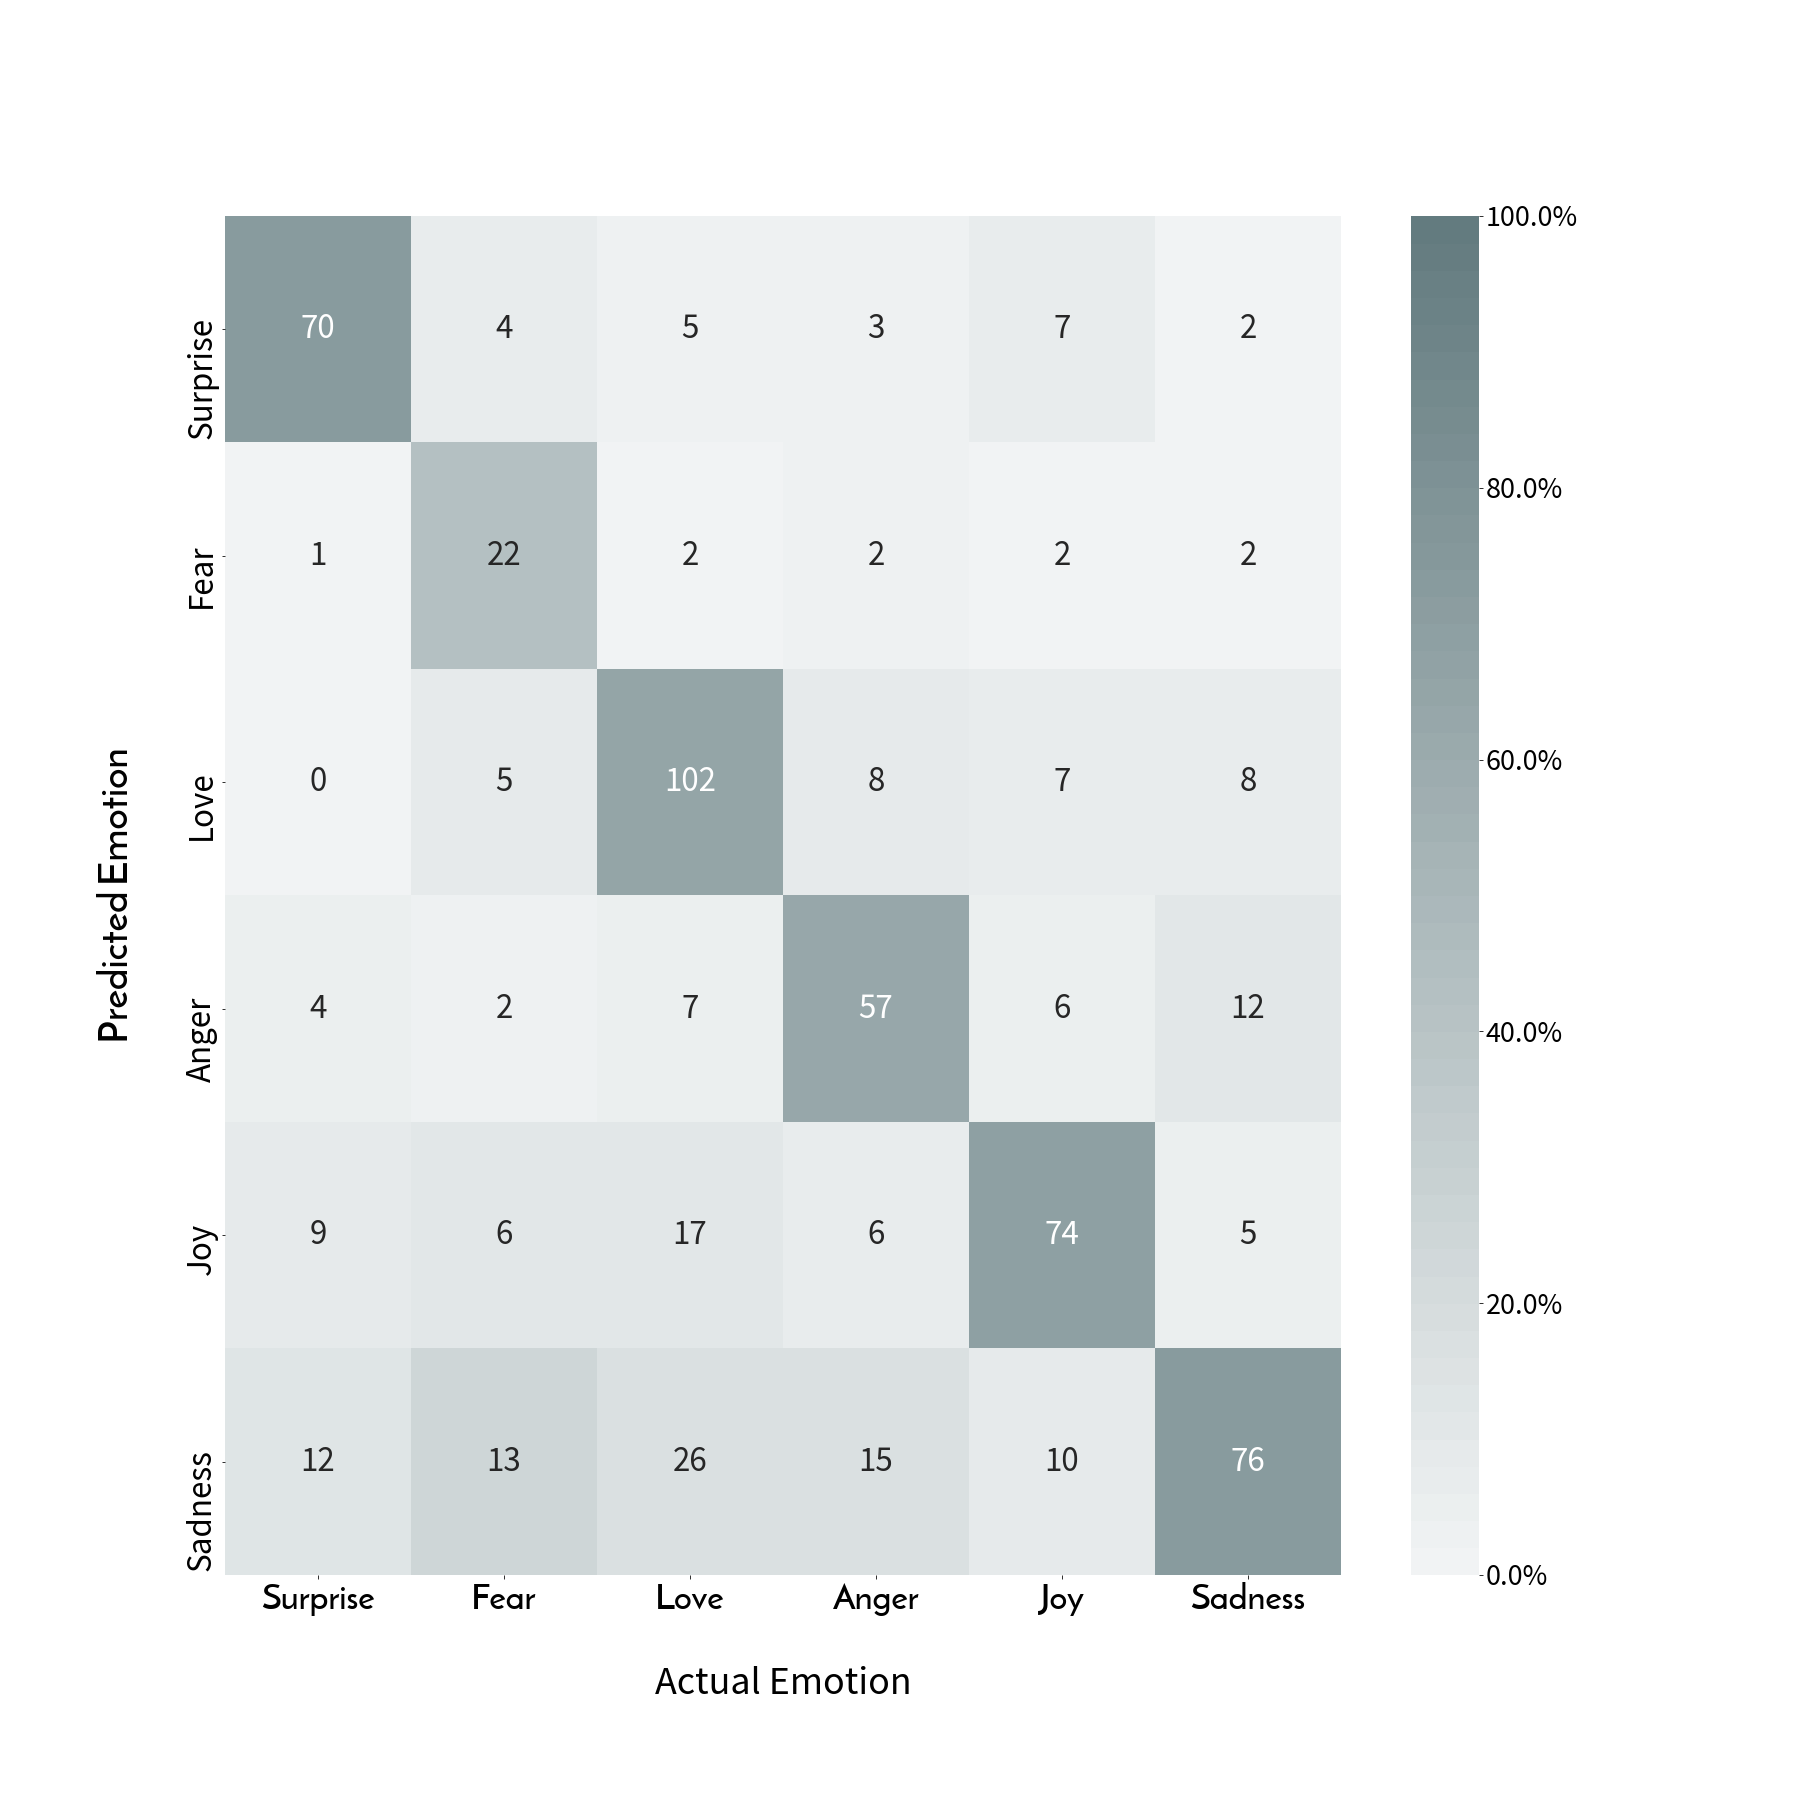 100.0%
Surprise 70 4 5 3 7 2
80.0%
Fear 1 22 2 2 2 2
60.0%
Predicted Emotion
Love 0 5 102 8 7 8
Anger 4 2 7 57 6 12
40.0%
Joy 9 6 17 6 74 5
20.0%
Sadness 12 13 26 15 10 76
0.0%
Surprise Fear Love Anger Joy Sadness
Actual Emotion